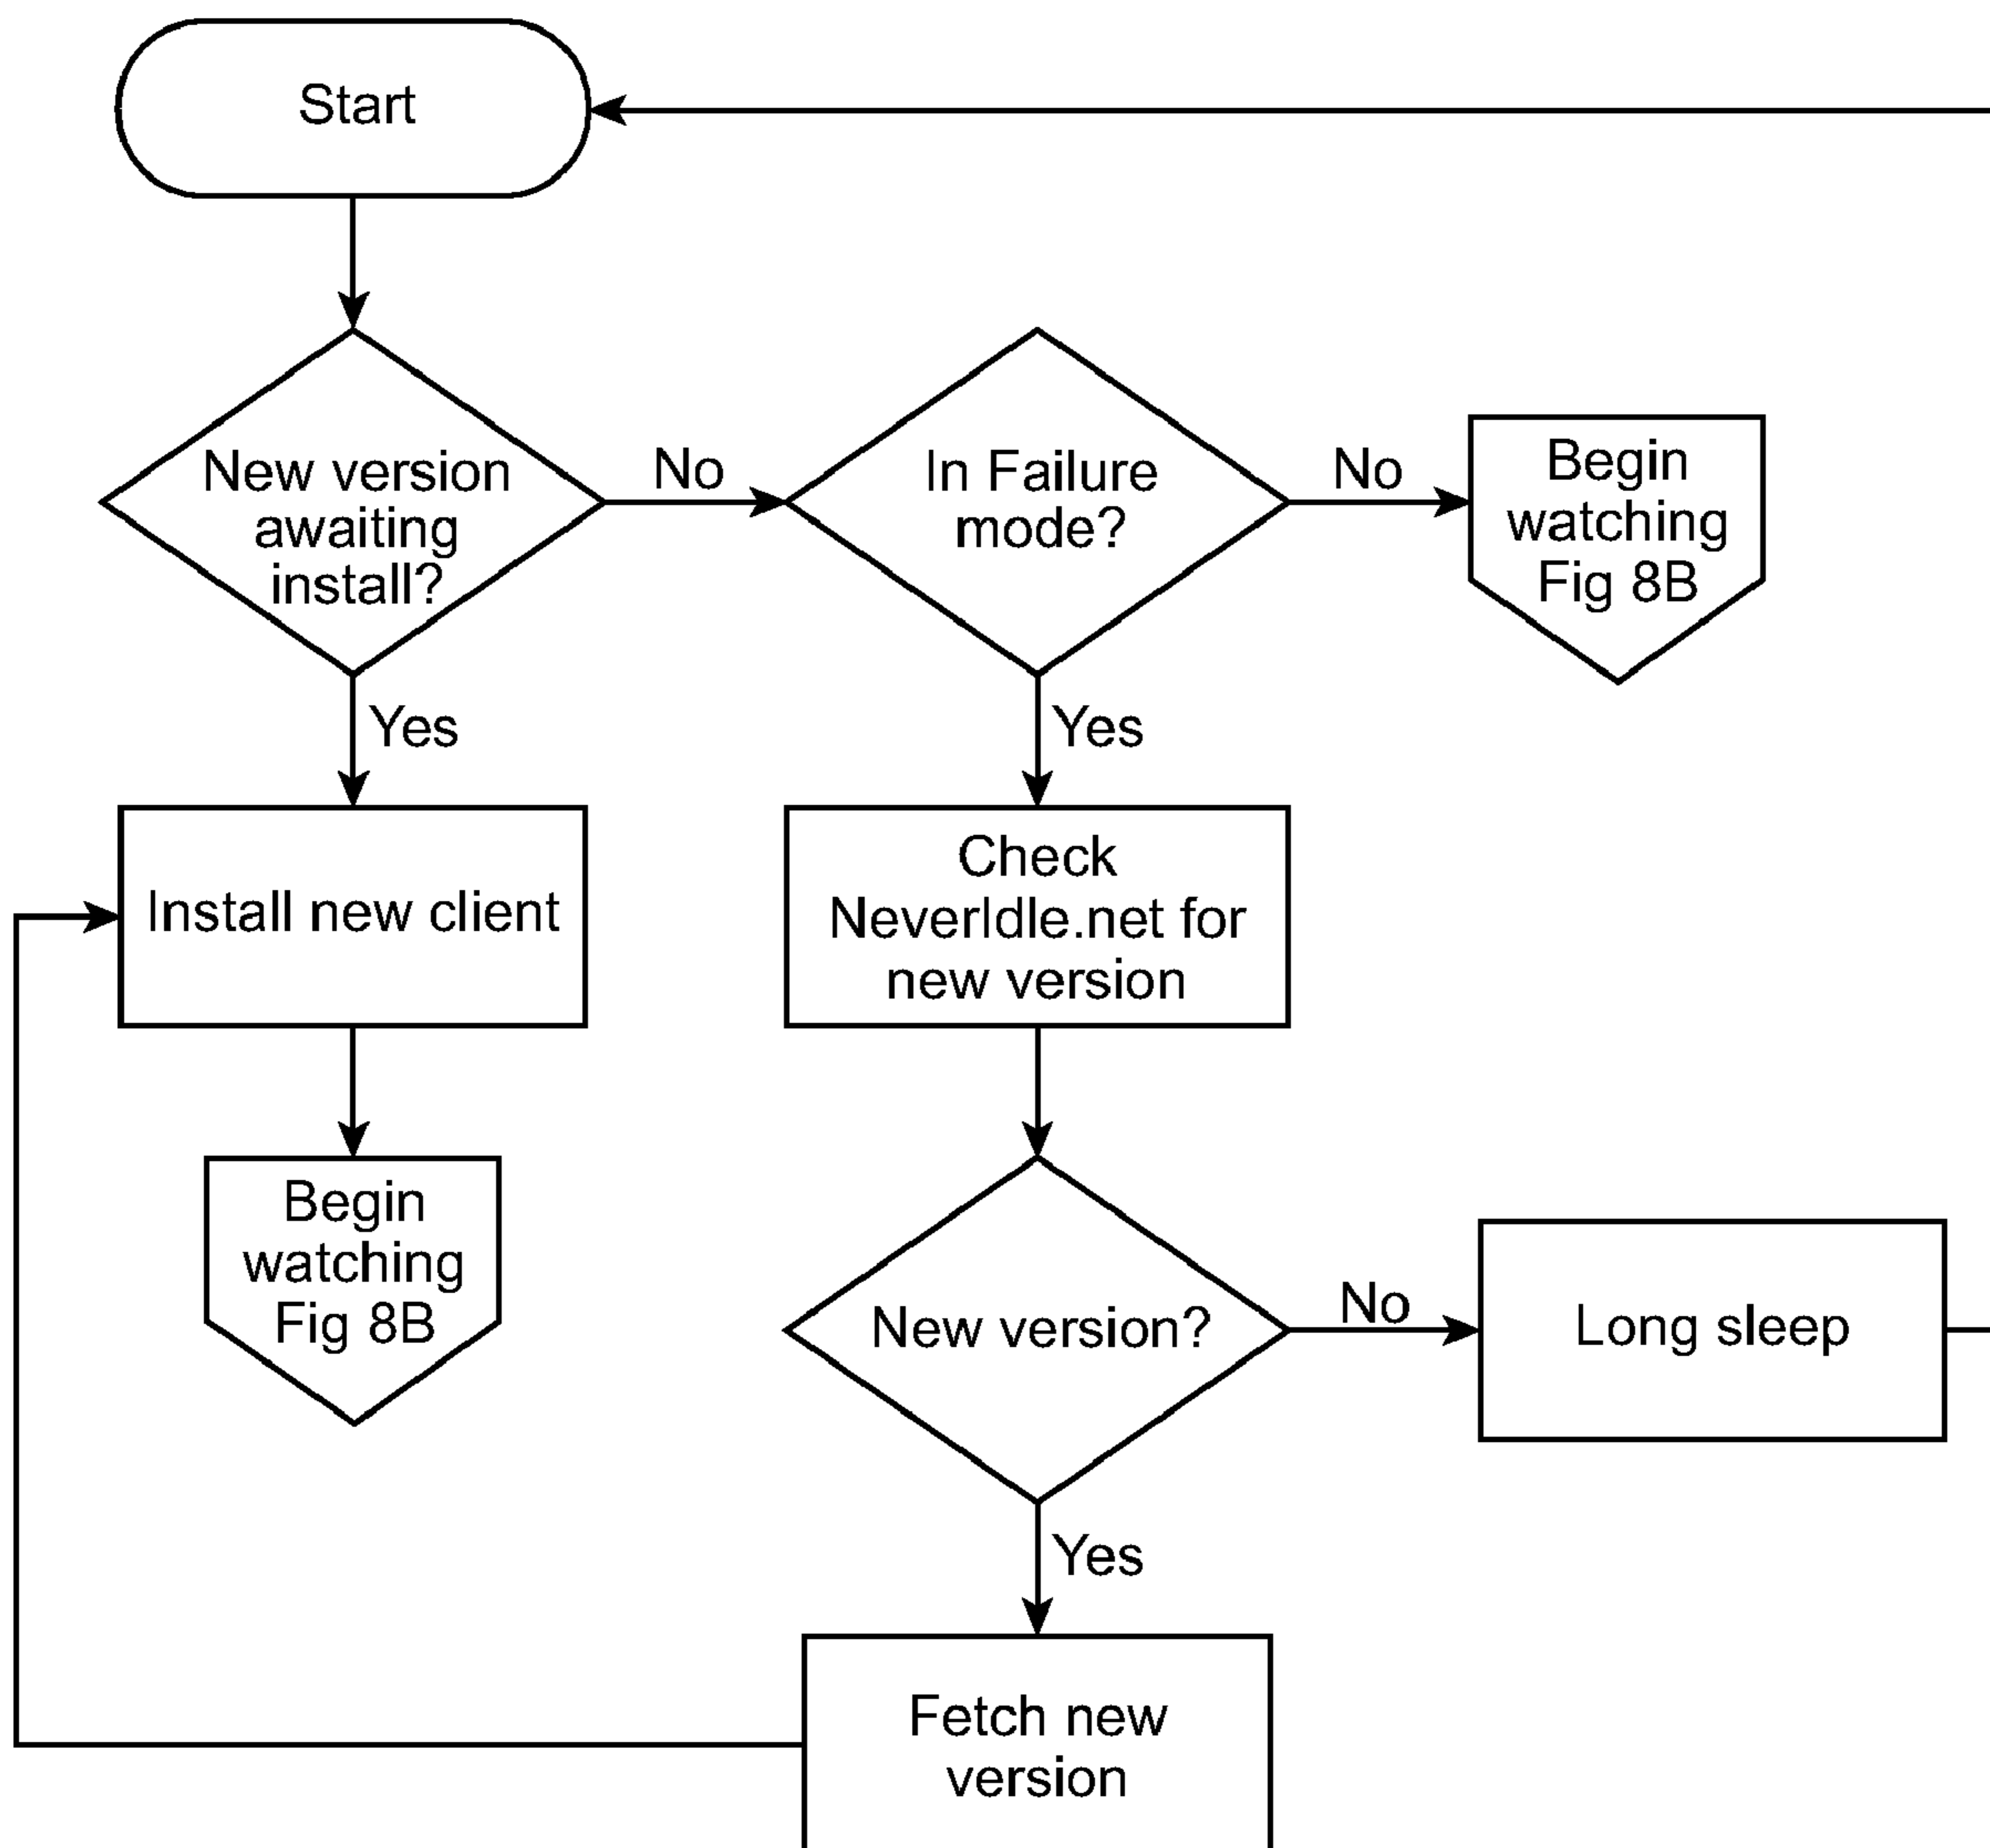 Start
New version
awaiting
install?
No
In Failure
mode?
No
Begin
watching
Fig 8B
Yes
Yes
Install new client
Check
NeverIdle.net for
new version
Begin
watching
Fig 8B
New version?
No
Long sleep
Yes
Fetch new
version